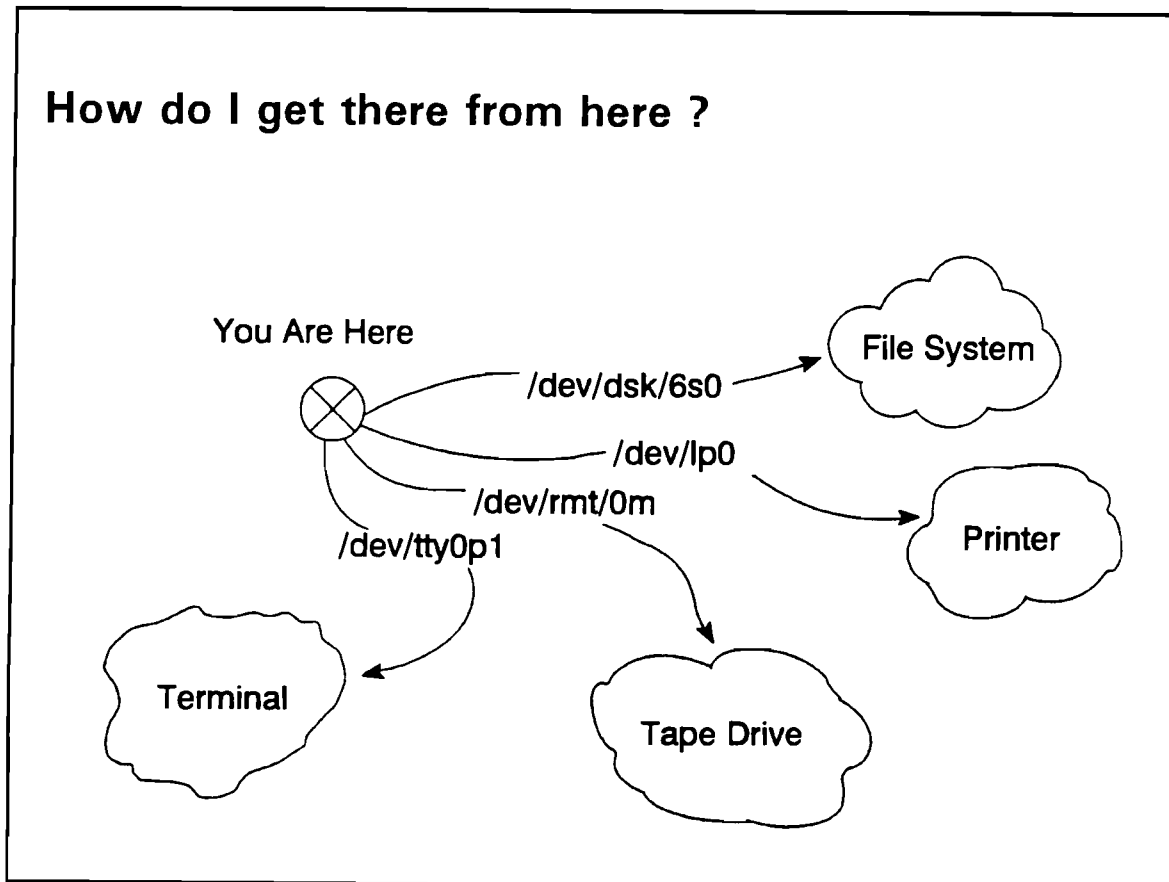 How do I get there from here ?
You Are Here
File System
/dev/dsk/6s0
/dev/lp0
/dev/rmt/0m
Printer
/dev/tty0p1
Terminal
Tape Drive